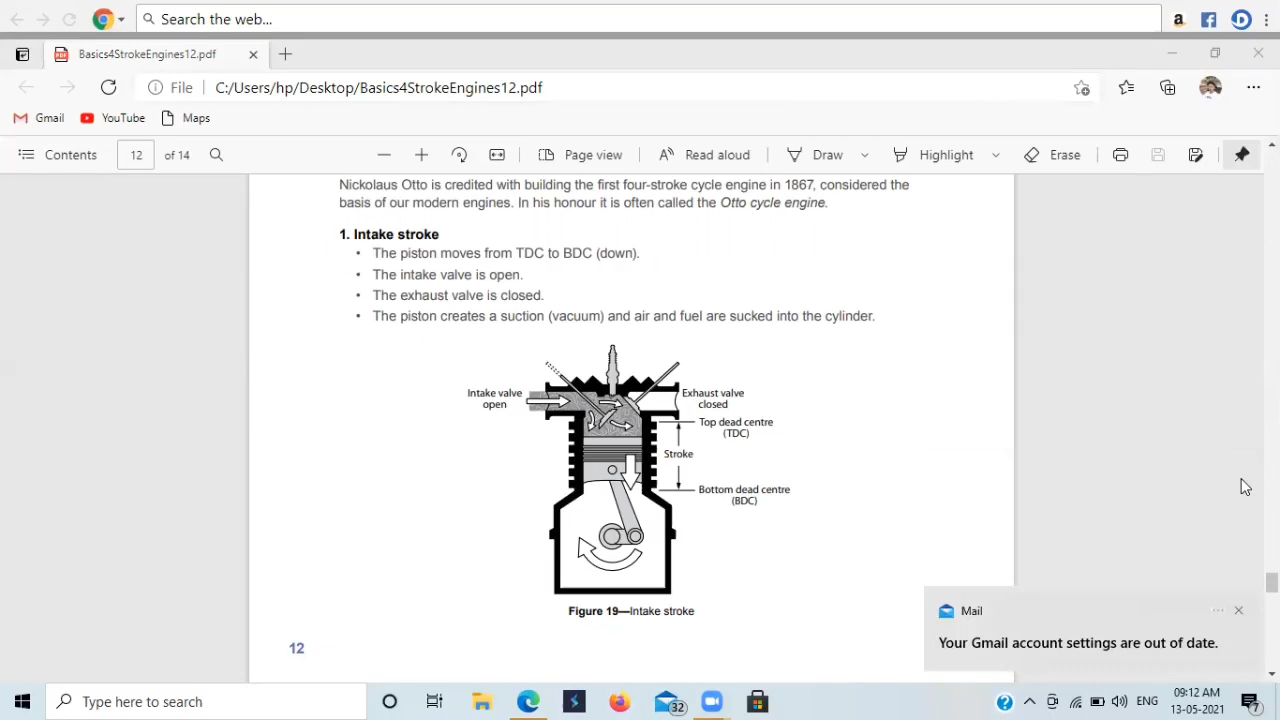 Search the web...
Basics4StrokeEngines12.pdf
File C:/Users/hp/Desktop/Basics4StrokeEngines12.pdf
Gmail YouTube Maps
Contents 12 of 14 Page view Read aloud Draw Highlight Erase
Nickolaus Otto is credited with building the first four-stroke cycle engine in 1867, considered the
basis of our modern engines. In his honour it is often called the Otto cycle engine.
1. Intake stroke
• The piston moves from TDC to BDC (down).
• The intake valve is open.
• The exhaust valve is closed.
• The piston creates a suction (vacuum) and air and fuel are sucked into the cylinder.
Intake valve
open
Exhaust valve
closed
Top dead centre
(TDC)
Stroke
Bottom dead centre
(BDC)
Figure 19—Intake stroke
12
Mail
Your Gmail account settings are out of date.
Type here to search
32
ENG
09:12 AM
13-05-2021
7